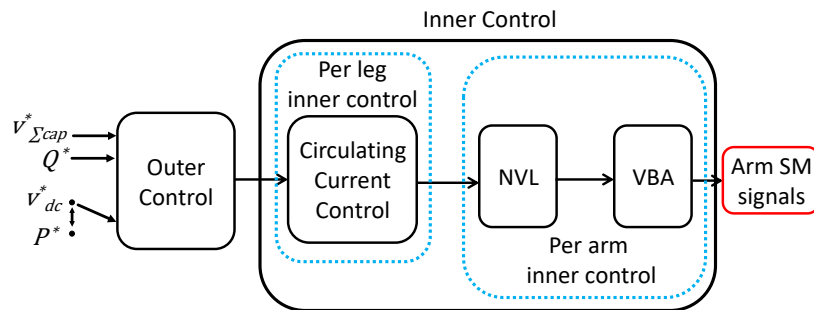 Inner Control
Per leg
inner control
v*Σcap
Q*
v*dc
P*
Outer
Control
Circulating
Current
Control
NVL
VBA
Arm SM
signals
Per arm
inner control